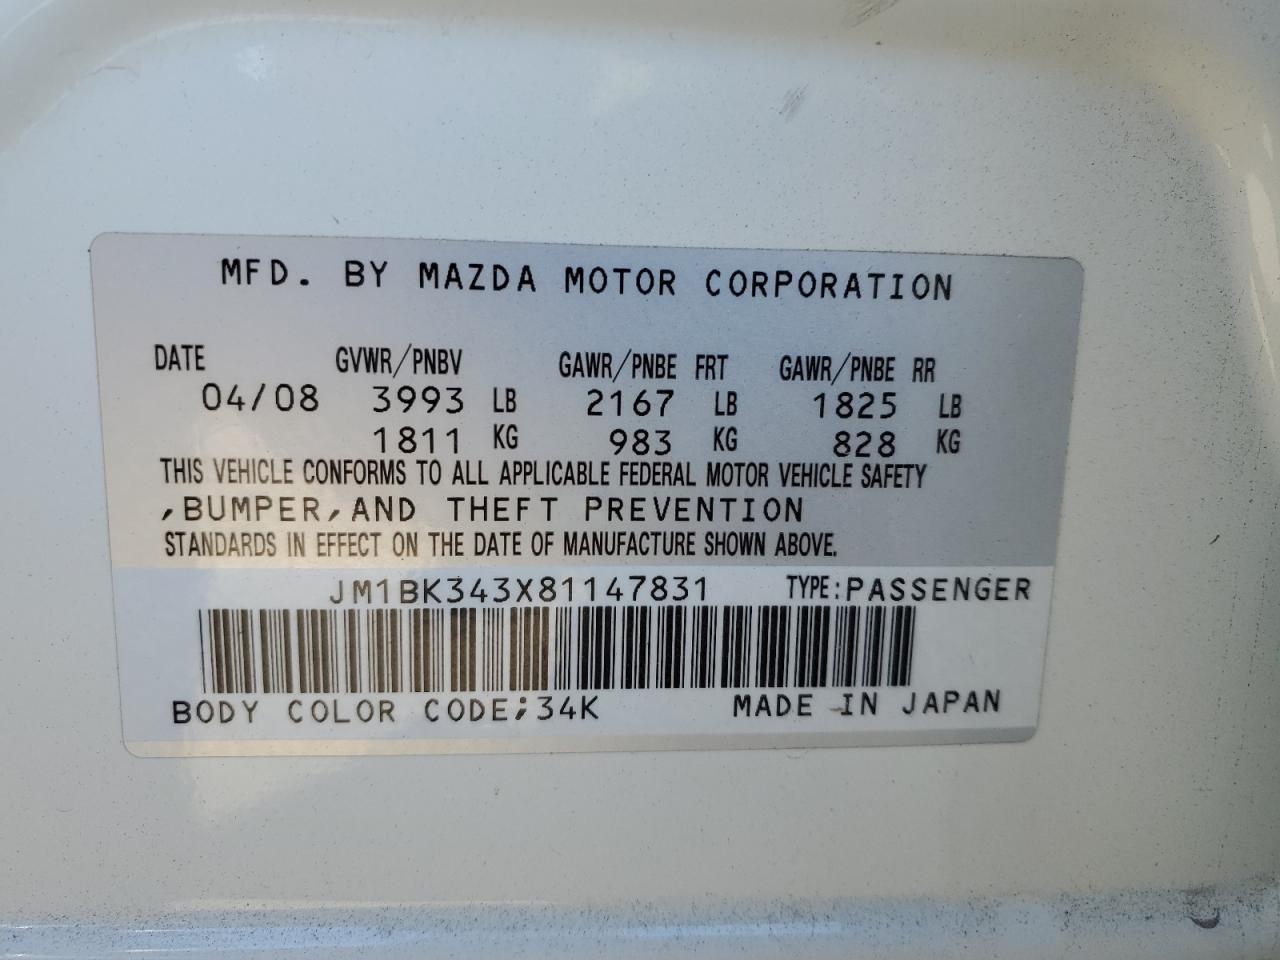 MFD. BY MAZDA MOTOR CORPORATION
DATE GVWR/PNBV GAWR/PNBE FRT GAWR/PNBE RR
04/08 3993 LB 2167 LB 1825 LB
1811 KG 983 KG 828 KG
THIS VEHICLE CONFORMS TO ALL APPLICABLE FEDERAL MOTOR VEHICLE SAFETY
,BUMPER,AND THEFT PREVENTION
STANDARDS IN EFFECT ON THE DATE OF MANUFACTURE SHOWN ABOVE.
JM1BK343X81147831 TYPE:PASSENGER
BODY COLOR CODE;34K MADE IN JAPAN